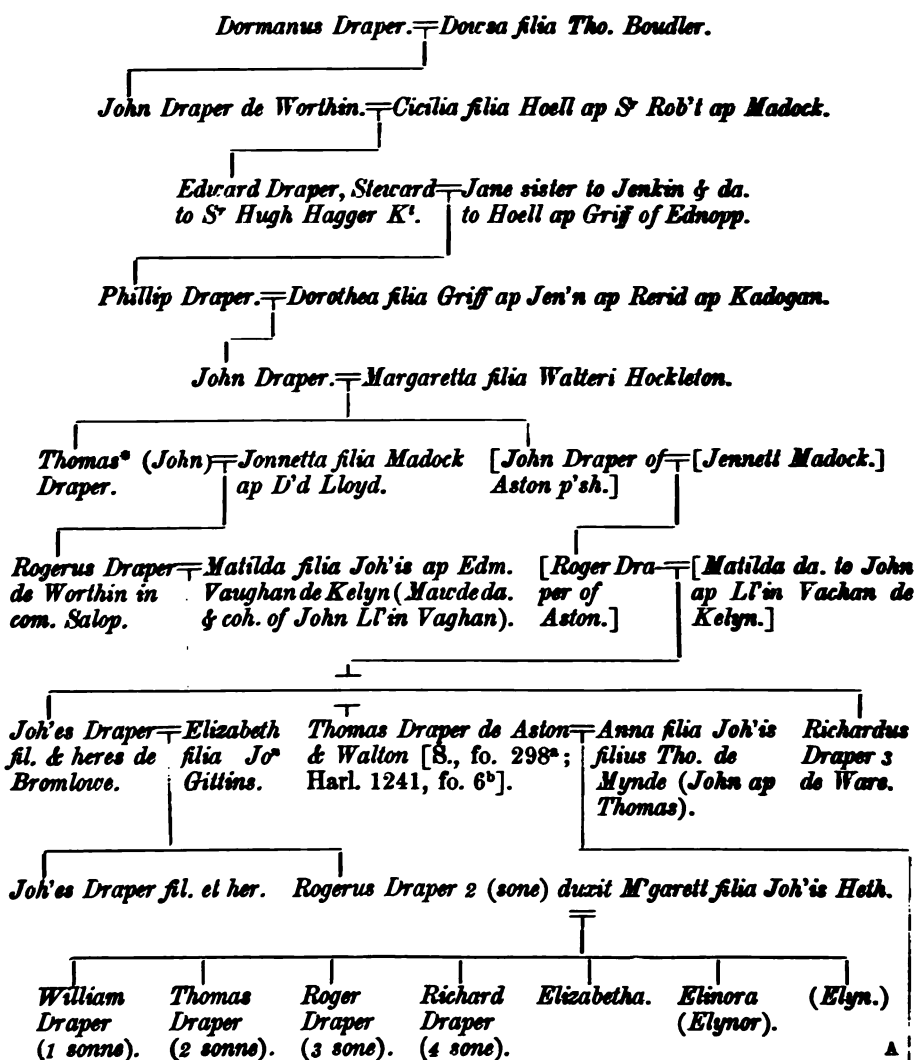 Dormanus Draper. Dowsa filia Tho. Boudler.
John Draper de Worthin. Cicilia filia Hoell ap Sr Rob't ap Madock.
Edward Draper, Steward to Sr Hugh Hagger Kt.
Jane sister to Jenkin & da. to Hoell ap Griff of Ednopp.
Phillip Draper. Dorothea filia Griff ap Jen'n ap Rerid ap Kadogan.
John Draper. Margaretta filia Walteri Hockleton.
Thomas* (John)
Draper.
Jonnetta filia Madock
ap D'd Lloyd.
[John Draper of
Aston p'sh.]
[Jennett Madock.]
Rogerus Draper
de Worthin in
com. Salop.
Matilda filia Joh'is ap Edm.
Vaughan de Kelyn (Mawde da.
& coh. of John Ll'in Vaghan).
[Roger Dra-
per of
Aston.]
[Matilda da. to John
ap Ll'in Vachan de
Kelyn.]
Joh'es Draper
fil. & heres de
Bromlowe.
Elizabeth
filia Jon
Gittins.
Thomas Draper de Aston
& Walton [S., fo. 298a;
Harl. 1241, fo. 6b].
Anna filia Joh'is
filius Tho. de
Mynde (John ap
Thomas).
Richardus
Draper 3
de Ware.
Joh'es Draper fil. et her.
Rogerus Draper 2 (sone) duxit M'garett filia Joh'is Heth.
William
Draper
(1 sonne).
Thomas
Draper
(2 sonne).
Roger
Draper
(3 sone).
Richard
Draper
(4 sone).
Elizabetha.
Elinora
(Elynor).
(Elyn.)
A